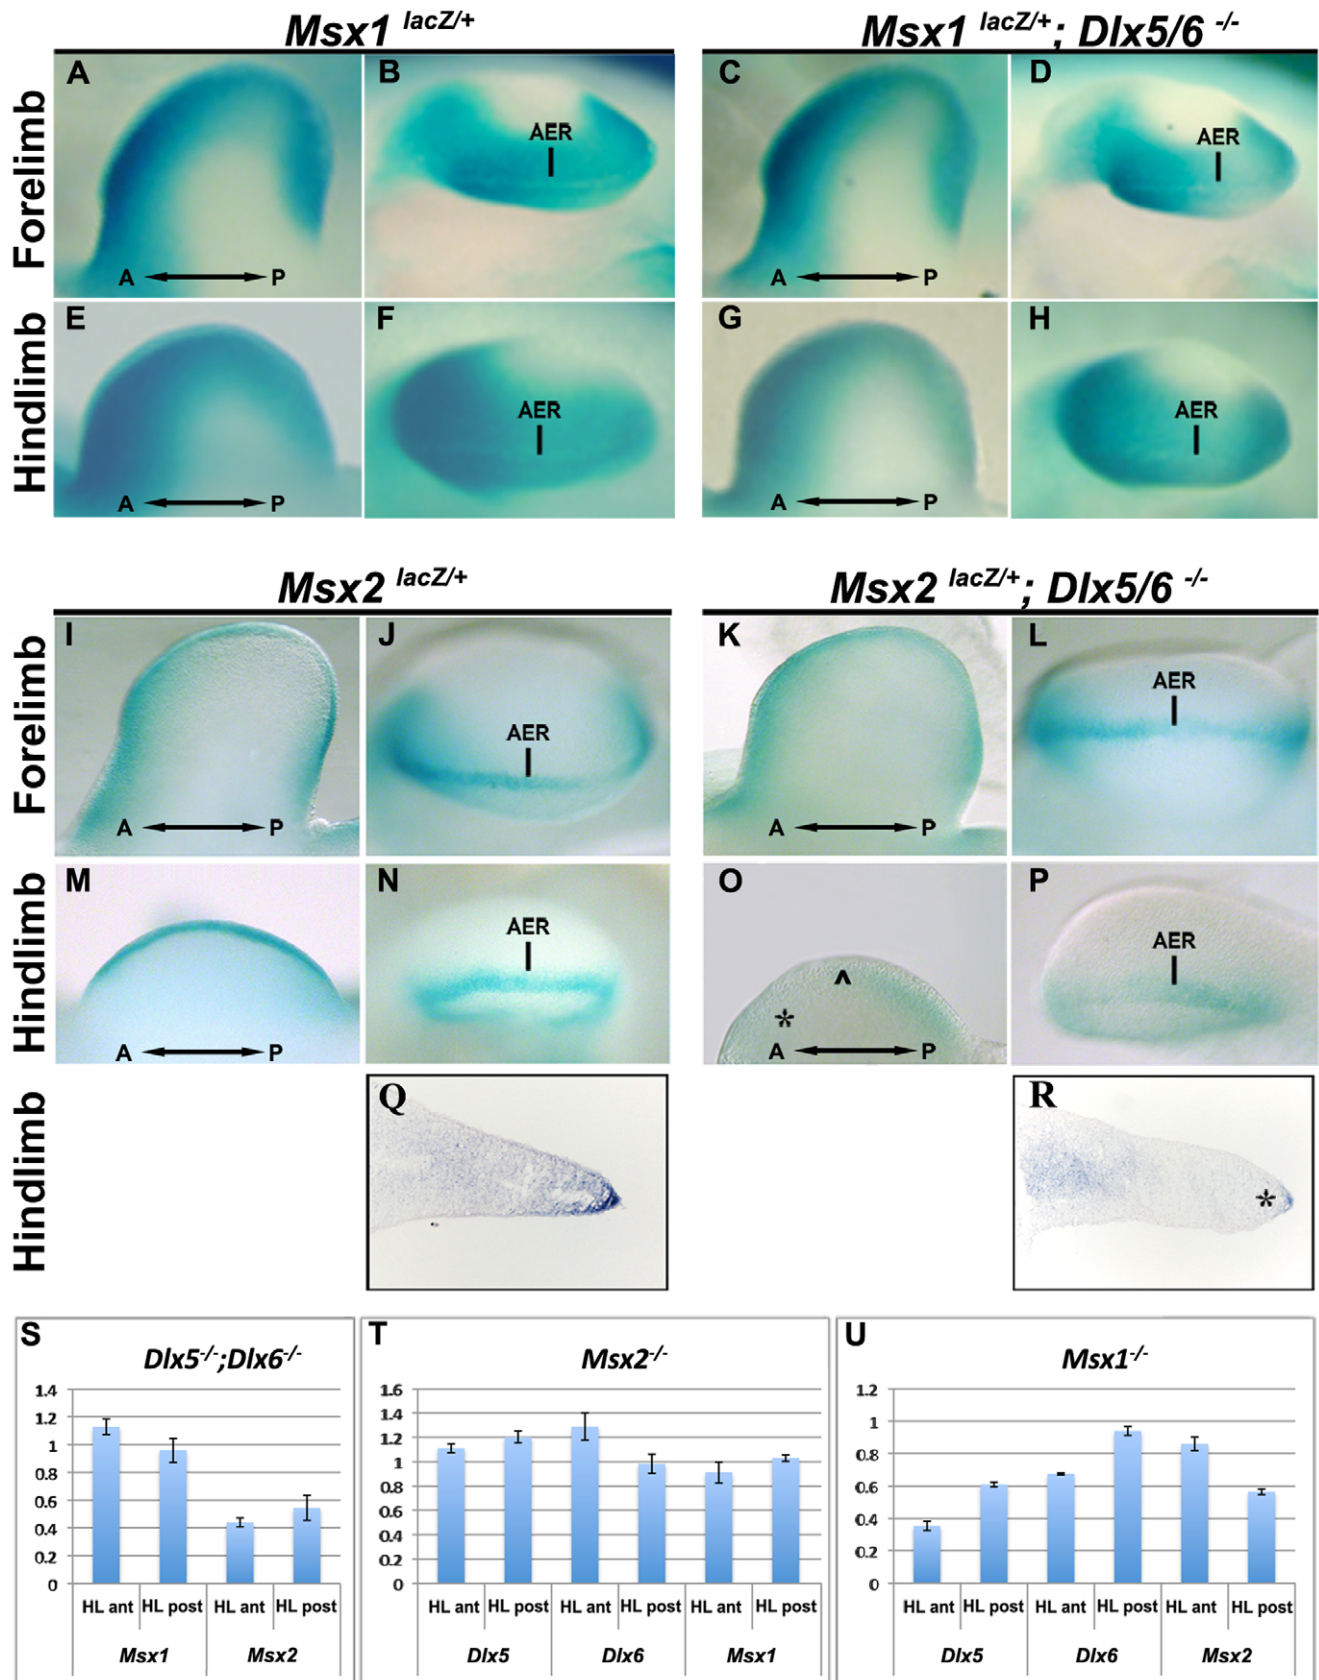 Msx1 lacZ/+
Msx1 lacZ/+; Dlx5/6 -/-
Forelimb
A
A P
B
AER
C
A P
D
AER
Hindlimb
E
A P
F
AER
G
A P
H
AER
Msx2 lacZ/+
Msx2 lacZ/+; Dlx5/6 -/-
Forelimb
I
A P
J
AER
K
A P
L
AER
Hindlimb
M
A P
N
AER
O
^
*
A P
P
AER
Hindlimb
Q
R
*
S
Dlx5-/-;Dlx6-/-
1.4
1.2
1
0.8
0.6
0.4
0.2
0
HL ant HL post HL ant HL post
Msx1 Msx2
T
Msx2-/-
1.6
1.4
1.2
1
0.8
0.6
0.4
0.2
0
HL ant HL post HL ant HL post HL ant HL post
Dlx5 Dlx6 Msx1
U
Msx1-/-
1.2
1
0.8
0.6
0.4
0.2
0
HL ant HL post HL ant HL post HL ant HL post
Dlx5 Dlx6 Msx2